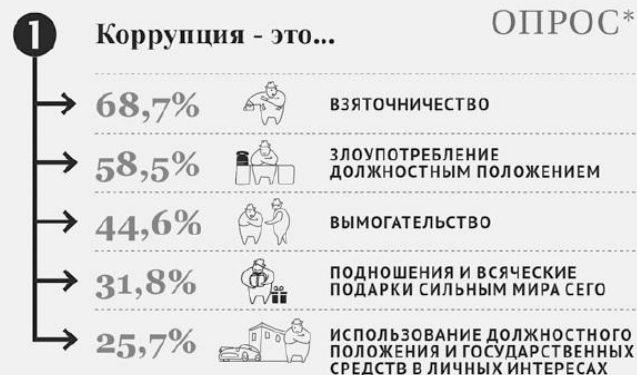 ОПРОС*
1 Коррупция - это...
68,7% ВЗЯТОЧНИЧЕСТВО
58,5% ЗЛОУПОТРЕБЛЕНИЕ
ДОЛЖНОСТНЫМ ПОЛОЖЕНИЕМ
44,6% ВЫМОГАТЕЛЬСТВО
31,8% ПОДНОШЕНИЯ И ВСЯЧЕСКИЕ
ПОДАРКИ СИЛЬНЫМ МИРА СЕГО
25,7% ИСПОЛЬЗОВАНИЕ ДОЛЖНОСТНОГО
ПОЛОЖЕНИЯ И ГОСУДАРСТВЕННЫХ
СРЕДСТВ В ЛИЧНЫХ ИНТЕРЕСАХ